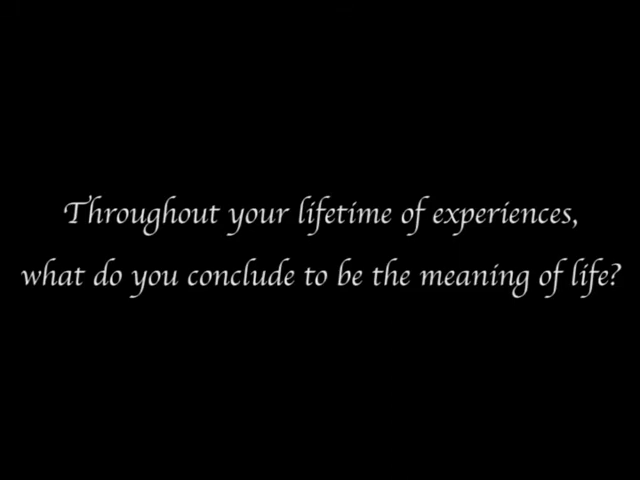 Throughout your lifetime of experiences,
what do you conclude to be the meaning of life?